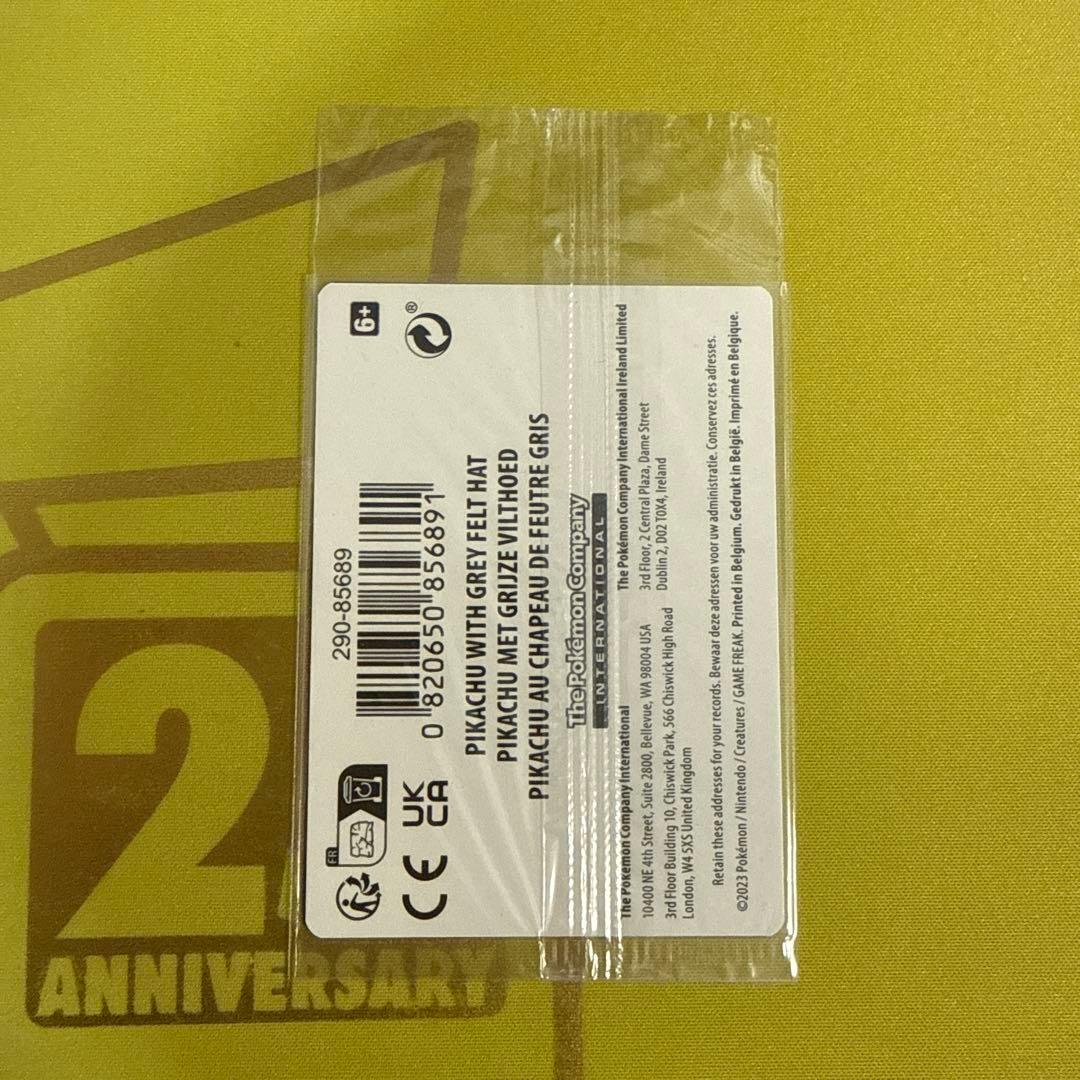 6+
®
290-85689
0 820650 856891
FR
CE
UK
CA
PIKACHU WITH GREY FELT HAT
PIKACHU MET GRIJZE VILTHOED
PIKACHU AU CHAPEAU DE FEUTRE GRIS
The Pokémon Company
INTERNATIONAL
The Pokémon Company International
10400 NE 4th Street, Suite 2800, Bellevue, WA 98004 USA
3rd Floor Building 10, Chiswick Park, 566 Chiswick High Road
London, W4 5XS United Kingdom
The Pokémon Company International Ireland Limited
3rd Floor, 2 Central Plaza, Dame Street
Dublin 2, D02 T0X4, Ireland
Retain these addresses for your records. Bewaar deze adressen voor uw administratie. Conservez ces adresses.
©2023 Pokémon / Nintendo / Creatures / GAME FREAK. Printed in Belgium. Gedrukt in België. Imprimé en Belgique.
2
ANNIVERSARY